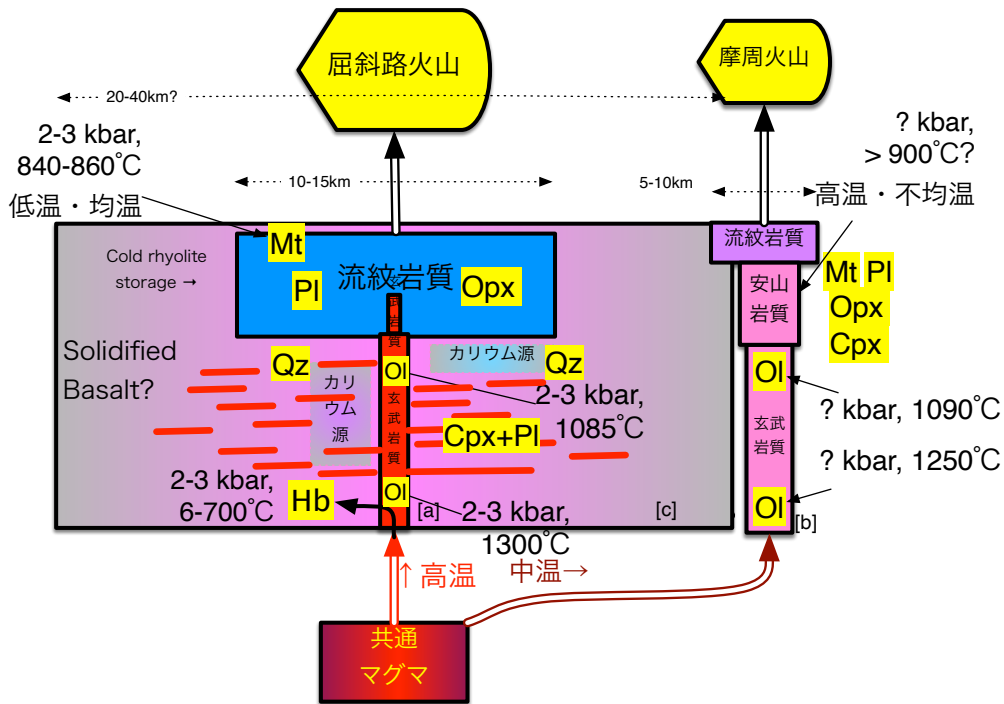 屈斜路火山
摩周火山
20-40km?
2-3 kbar,
840-860℃
低温・均温
10-15km
5-10km
? kbar,
> 900℃?
高温・不均温
Cold rhyolite
storage →
Mt
Pl
流紋岩質
Opx
玄武岩質
流紋岩質
安山
岩質
Mt Pl
Opx
Cpx
Solidified
Basalt?
Qz
カリウム源
Qz
カリ
ウム
源
Ol
玄武岩質
2-3 kbar,
1085℃
Cpx+Pl
Ol
? kbar, 1090℃
玄武
岩質
? kbar, 1250℃
2-3 kbar,
6-700℃
Hb
Ol
[a]
2-3 kbar,
1300℃
[c]
Ol
[b]
↑高温
中温→
共通
マグマ